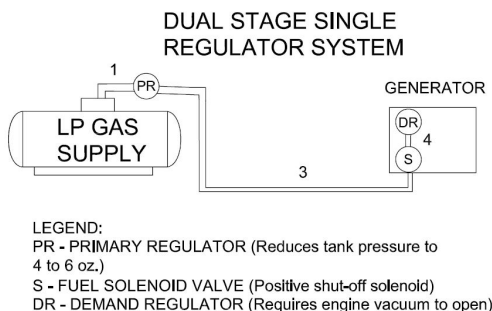 DUAL STAGE SINGLE
REGULATOR SYSTEM
1
PR
GENERATOR
LP GAS
SUPPLY
DR
4
S
3
LEGEND:
PR - PRIMARY REGULATOR (Reduces tank pressure to
4 to 6 oz.)
S - FUEL SOLENOID VALVE (Positive shut-off solenoid)
DR - DEMAND REGULATOR (Requires engine vacuum to open)